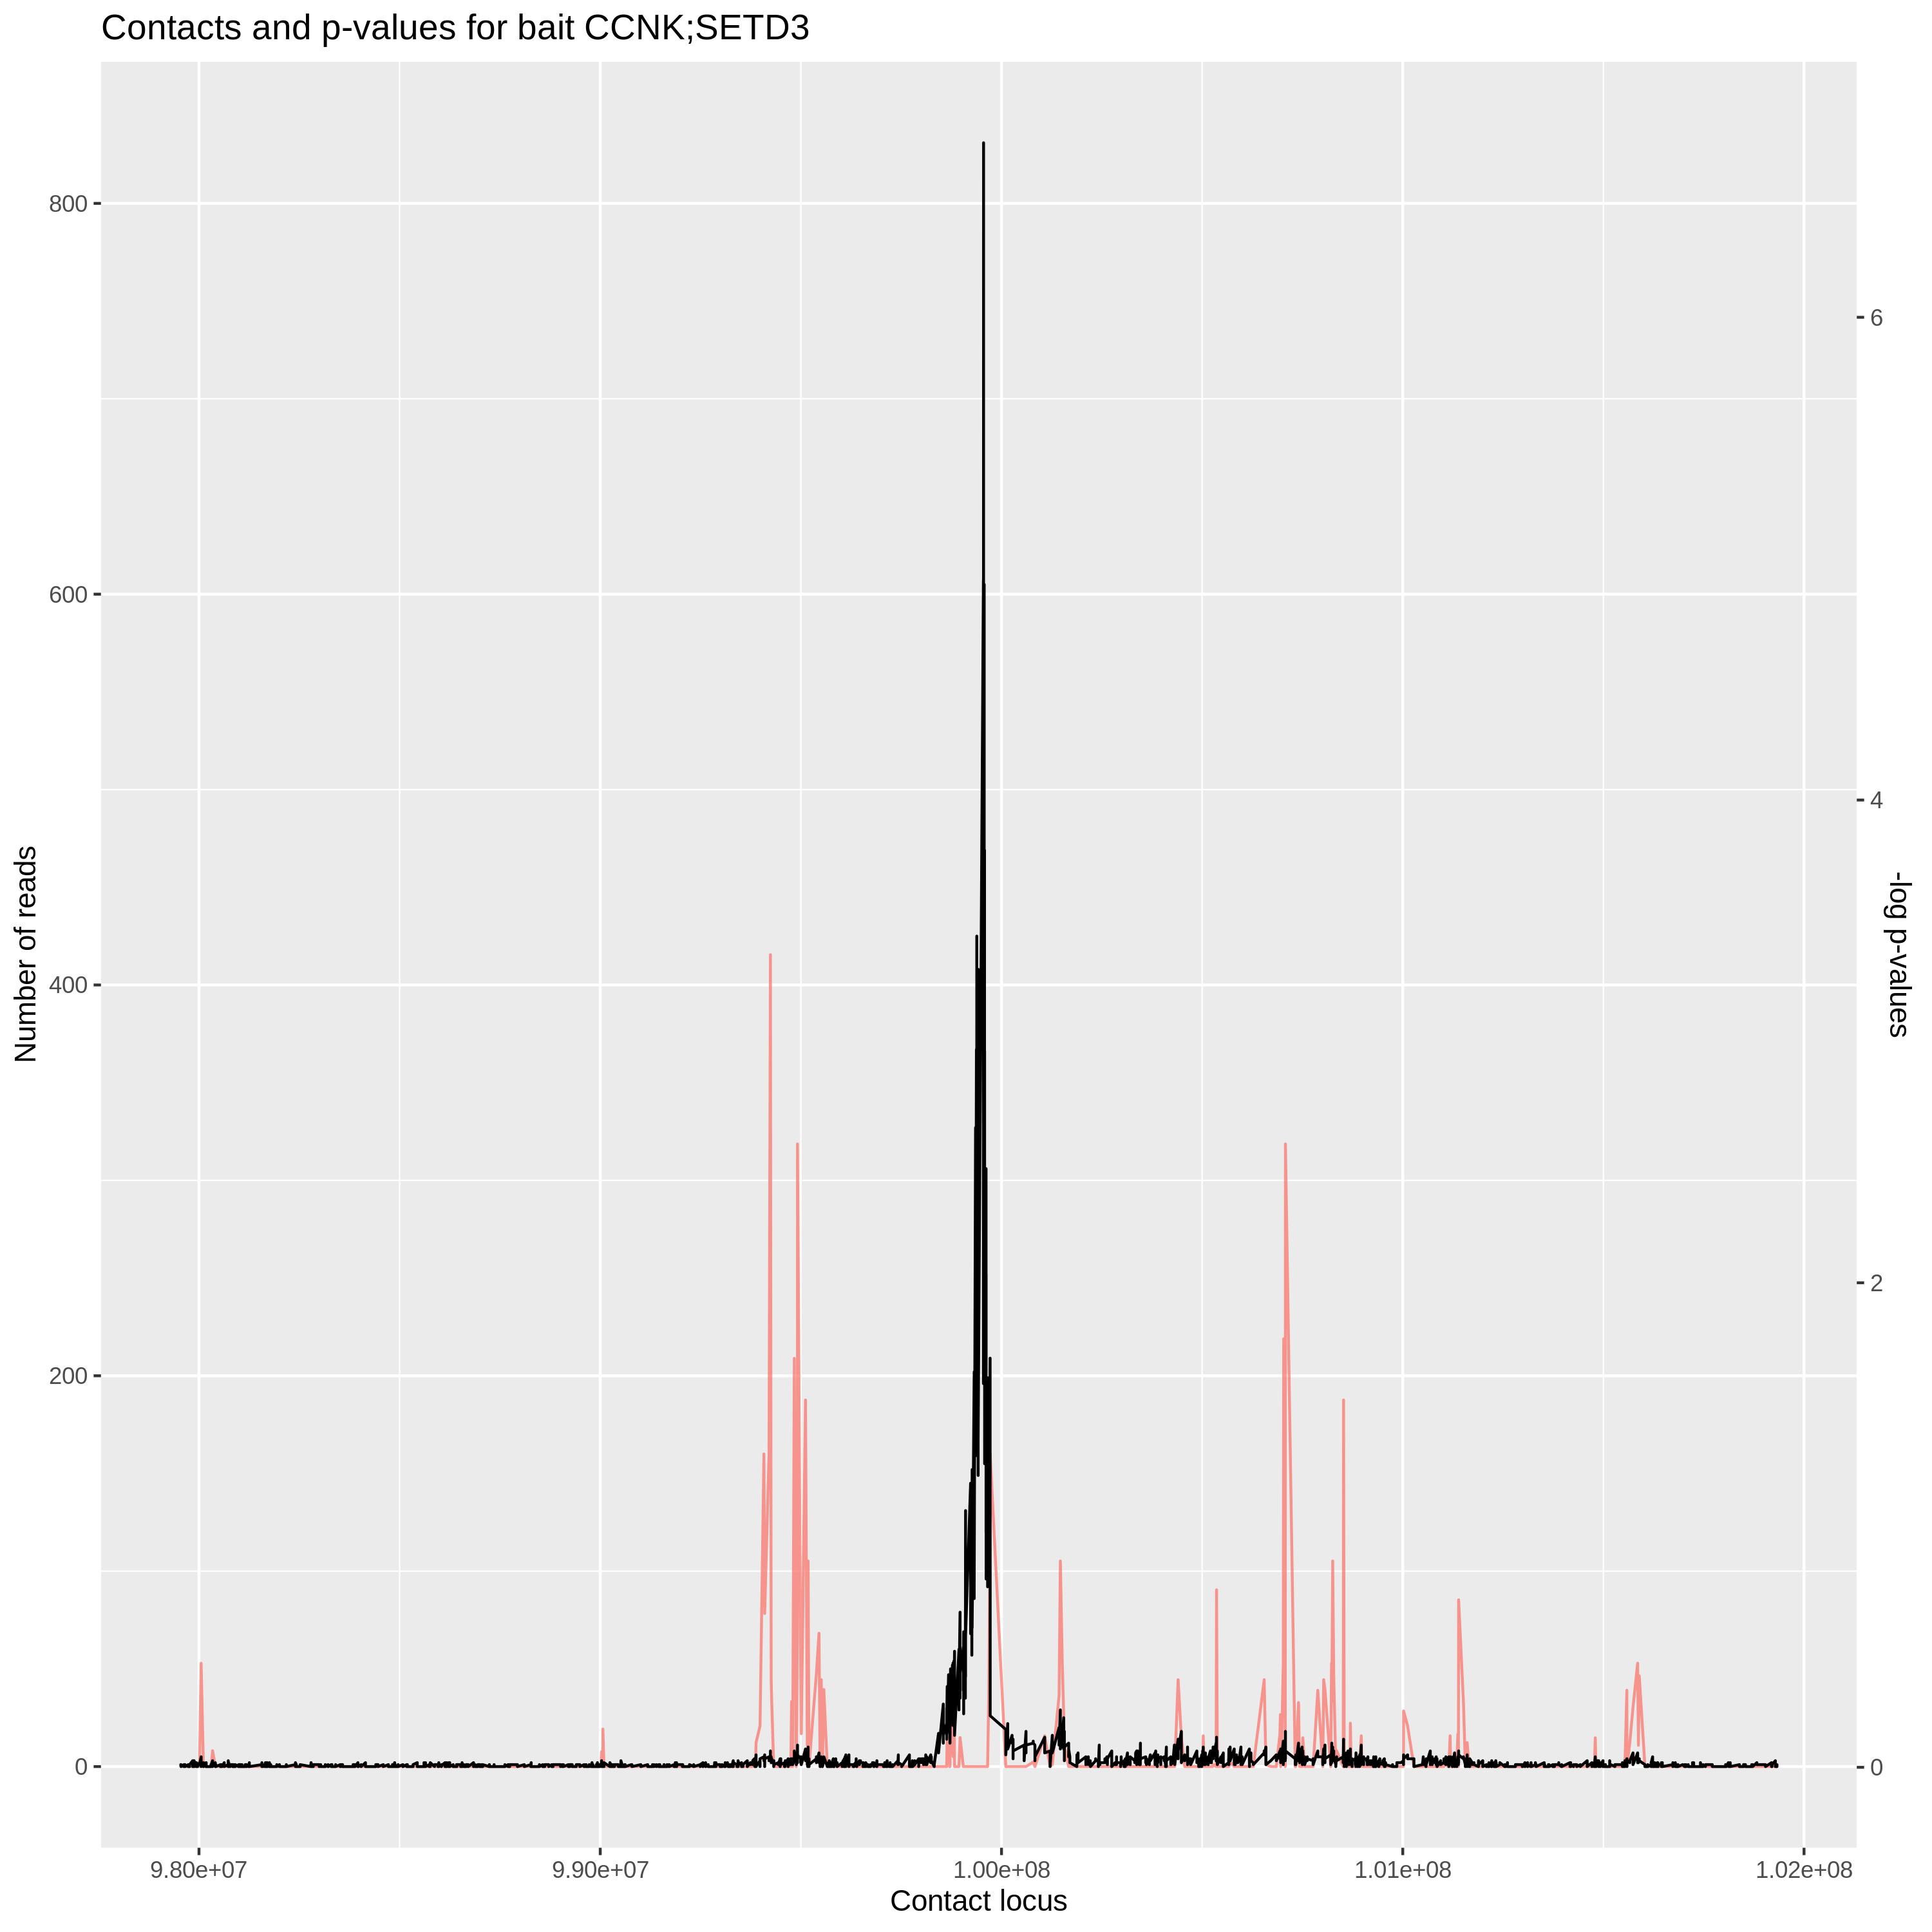 Contacts and p-values for bait CCNK;SETD3
800
600
400
200
0
6
4
2
0
Number of reads
-log p-values
9.80e+07
9.90e+07
1.00e+08
1.01e+08
1.02e+08
Contact locus